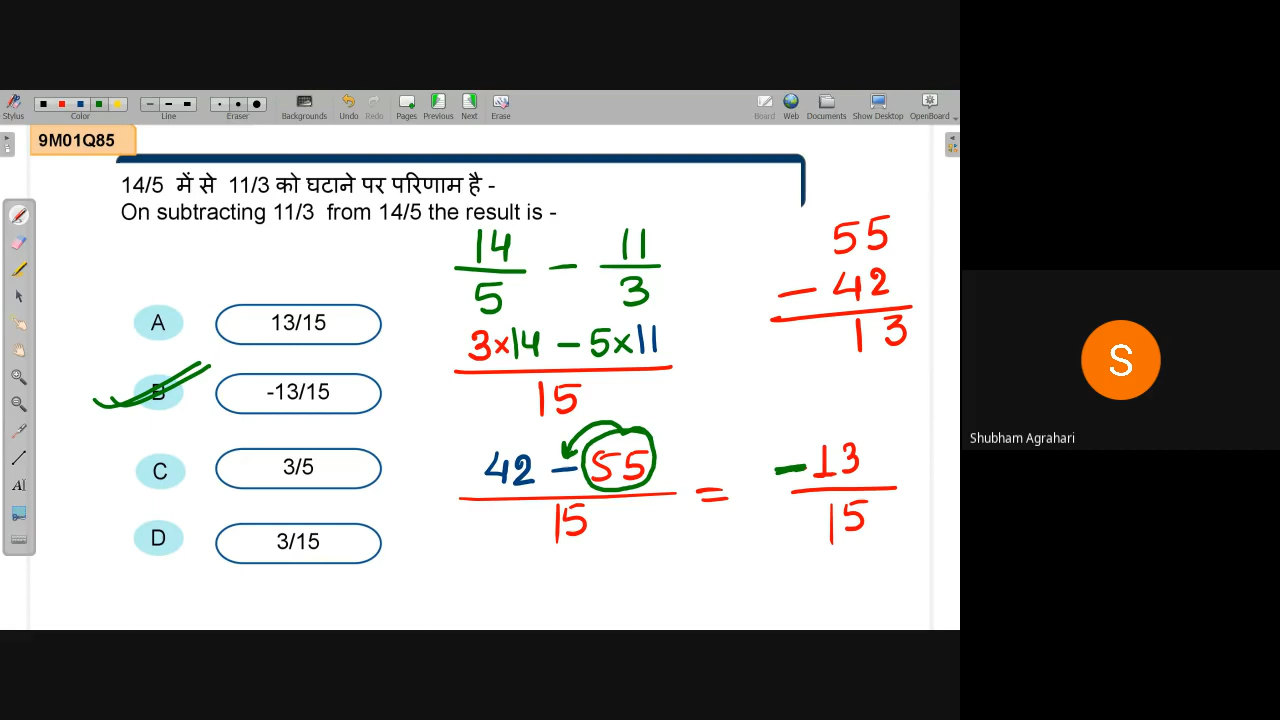 Stylus
Color
Line
Eraser
Backgrounds
Undo
Redo
Pages
Previous
Next
Erase
Board
Web
Documents
Show Desktop
OpenBoard
9M01Q85
14/5 में से 11/3 को घटाने पर परिणाम है -
On subtracting 11/3 from 14/5 the result is -
A 13/15
B -13/15
C 3/5
D 3/15
14/5 - 11/3
3×14 - 5×11
15
42 - 55
15
= -13/15
55
- 42
13
S
Shubham Agrahari